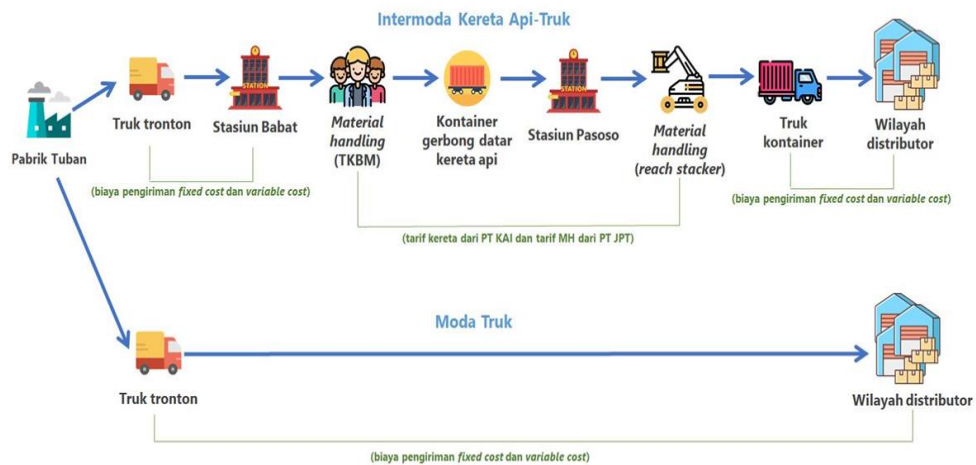 Intermoda Kereta Api-Truk
Pabrik Tuban
Truk tronton
STATION
Stasiun Babat
Material
handling
(TKBM)
Kontainer
gerbong datar
kereta api
STATION
Stasiun Pasoso
Material
handling
(reach stacker)
Truk
kontainer
Wilayah
distributor
(biaya pengiriman fixed cost dan variable cost)
(tarif kereta dari PT KAI dan tarif MH dari PT JPT)
(biaya pengiriman fixed cost dan variable cost)
Moda Truk
Truk tronton
Wilayah distributor
(biaya pengiriman fixed cost dan variable cost)